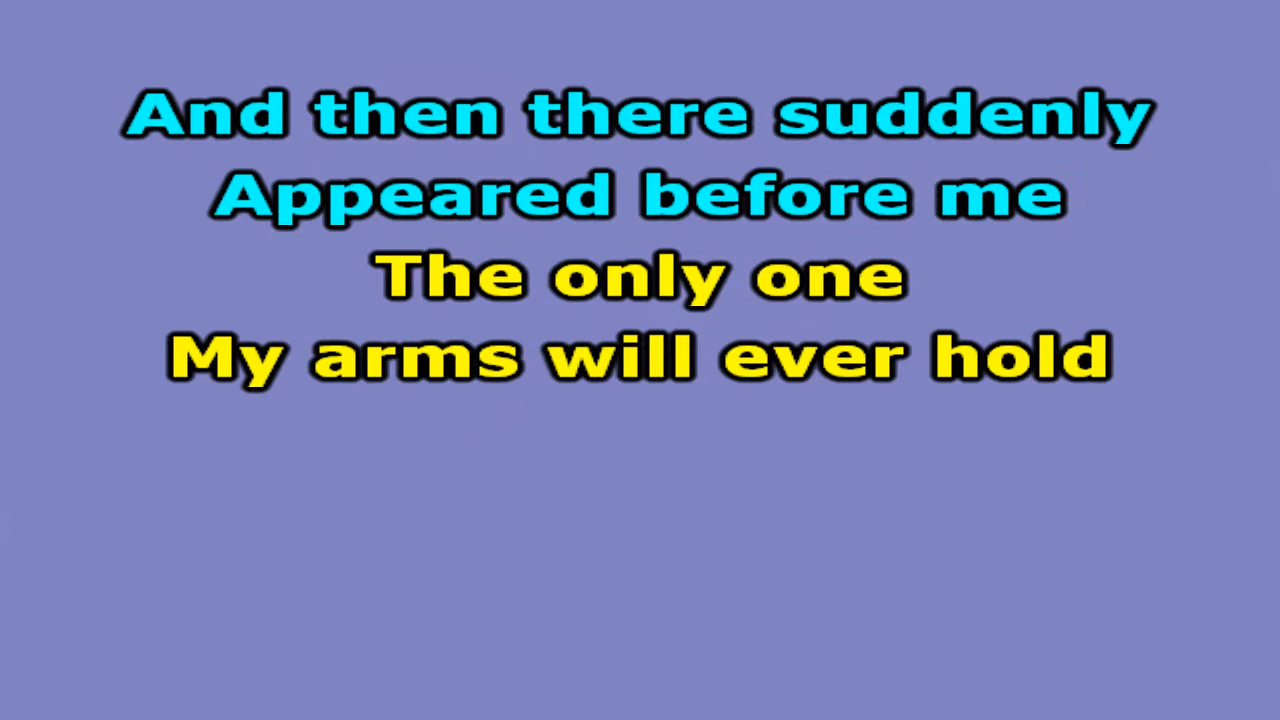 And then there suddenly
Appeared before me
The only one
My arms will ever hold